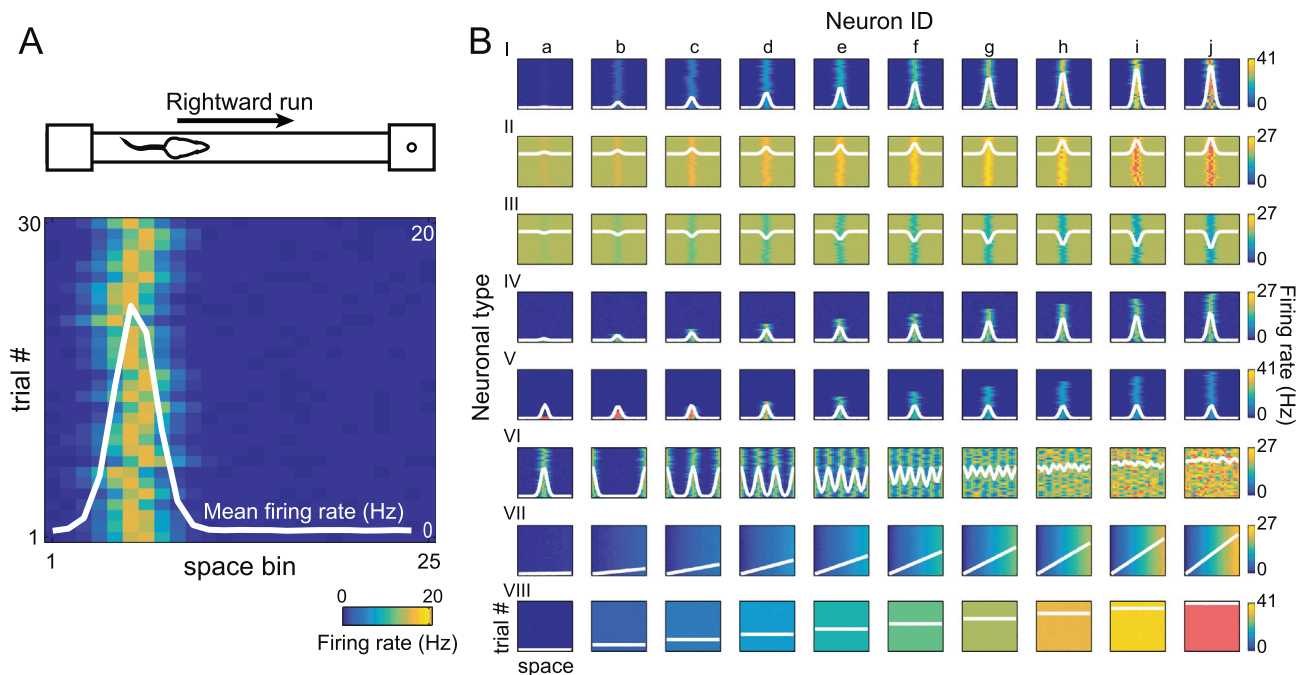 A
Rightward run
30
20
trial #
Mean firing rate (Hz)
0
1
1
space bin
25
0
20
Firing rate (Hz)
B
Neuron ID
a b c d e f g h i j
Neuronal type
Firing rate (Hz)
I
41
0
II
27
0
III
27
0
IV
27
0
V
41
0
VI
27
0
VII
27
0
VIII
41
0
trial #
space